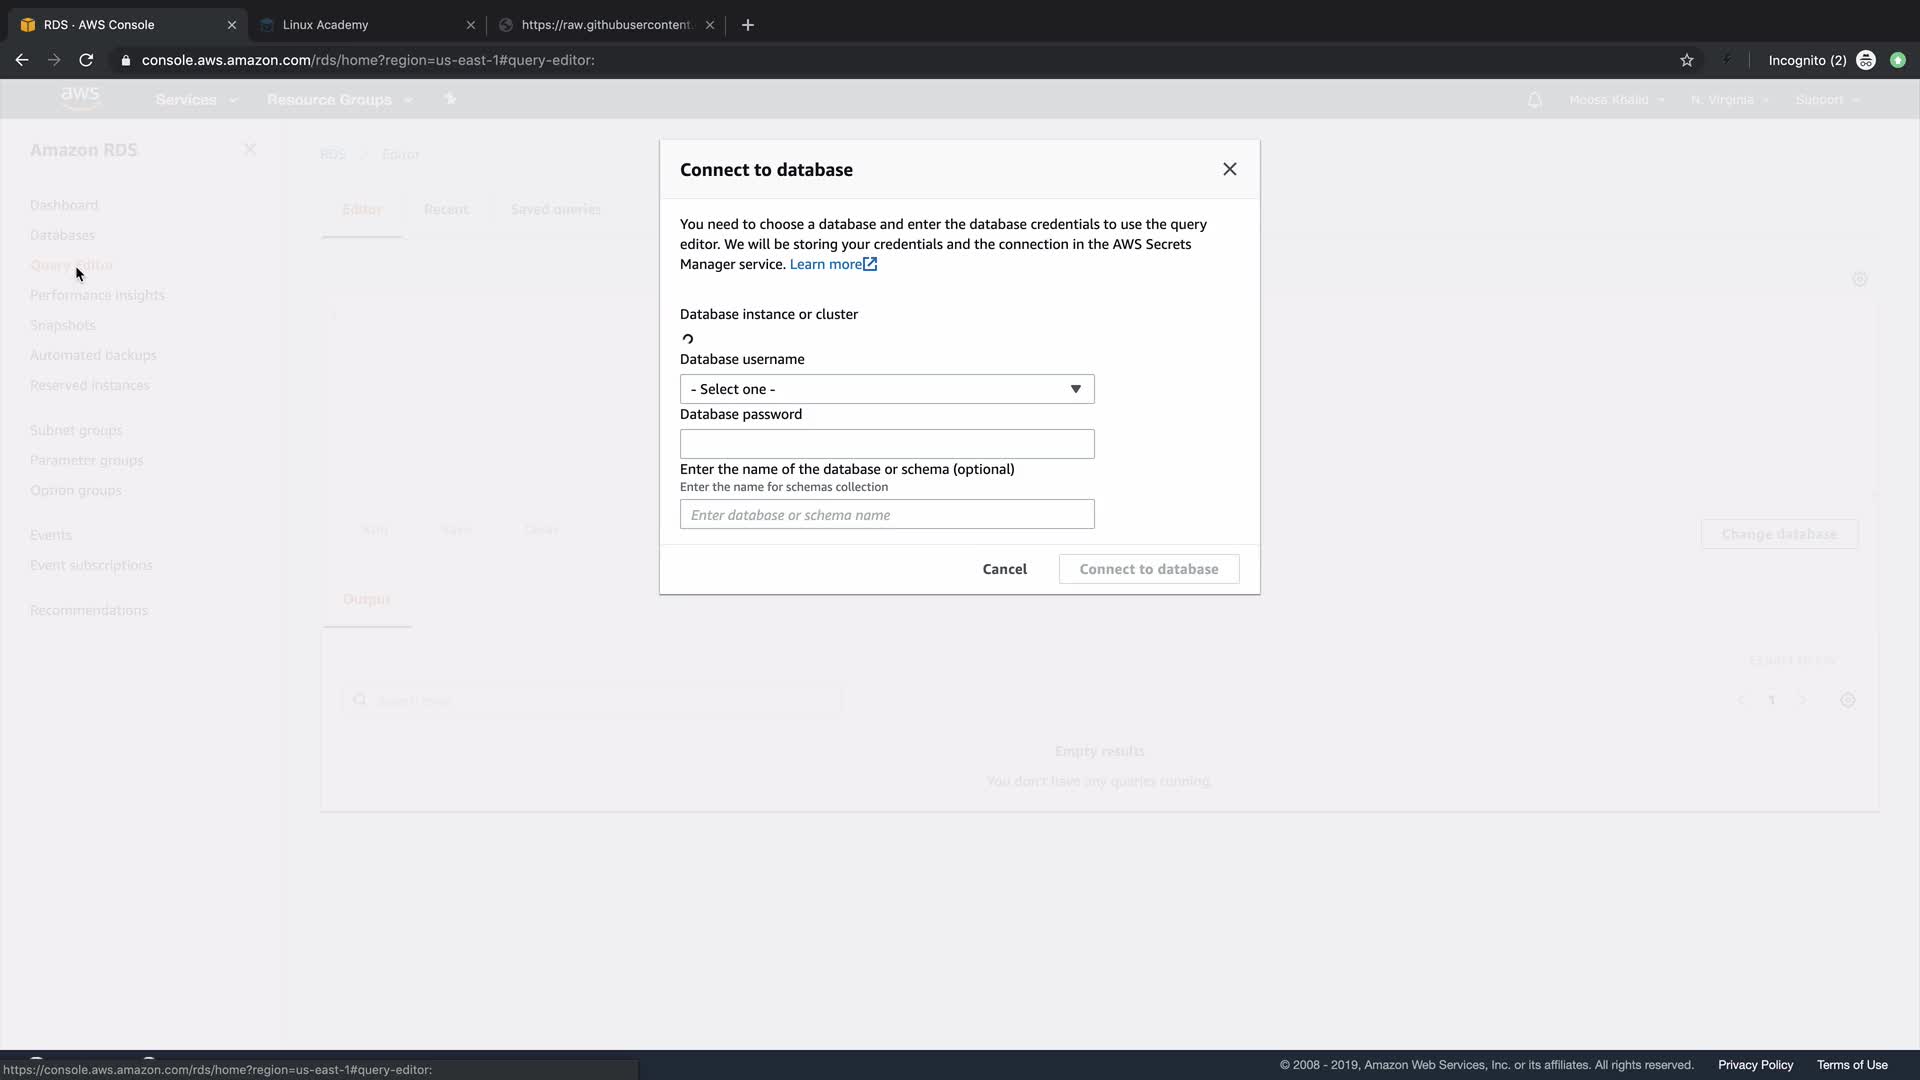 RDS · AWS Console
Linux Academy
https://raw.githubusercontent.
console.aws.amazon.com/rds/home?region=us-east-1#query-editor:
Incognito (2)
aws
Services
Resource Groups
Moosa Khalid
N. Virginia
Support
Amazon RDS
RDS
Editor
Dashboard
Databases
Query Editor
Performance insights
Snapshots
Automated backups
Reserved instances
Subnet groups
Parameter groups
Option groups
Events
Event subscriptions
Recommendations
Editor
Recent
Saved queries
Connect to database
You need to choose a database and enter the database credentials to use the query
editor. We will be storing your credentials and the connection in the AWS Secrets
Manager service. Learn more
Database instance or cluster
Database username
- Select one -
Database password
Enter the name of the database or schema (optional)
Enter the name for schemas collection
Enter database or schema name
Cancel
Connect to database
Run
Save
Clear
Change database
Output
1
Empty results
You don't have any queries running.
https://console.aws.amazon.com/rds/home?region=us-east-1#query-editor:
© 2008 - 2019, Amazon Web Services, Inc. or its affiliates. All rights reserved.
Privacy Policy
Terms of Use